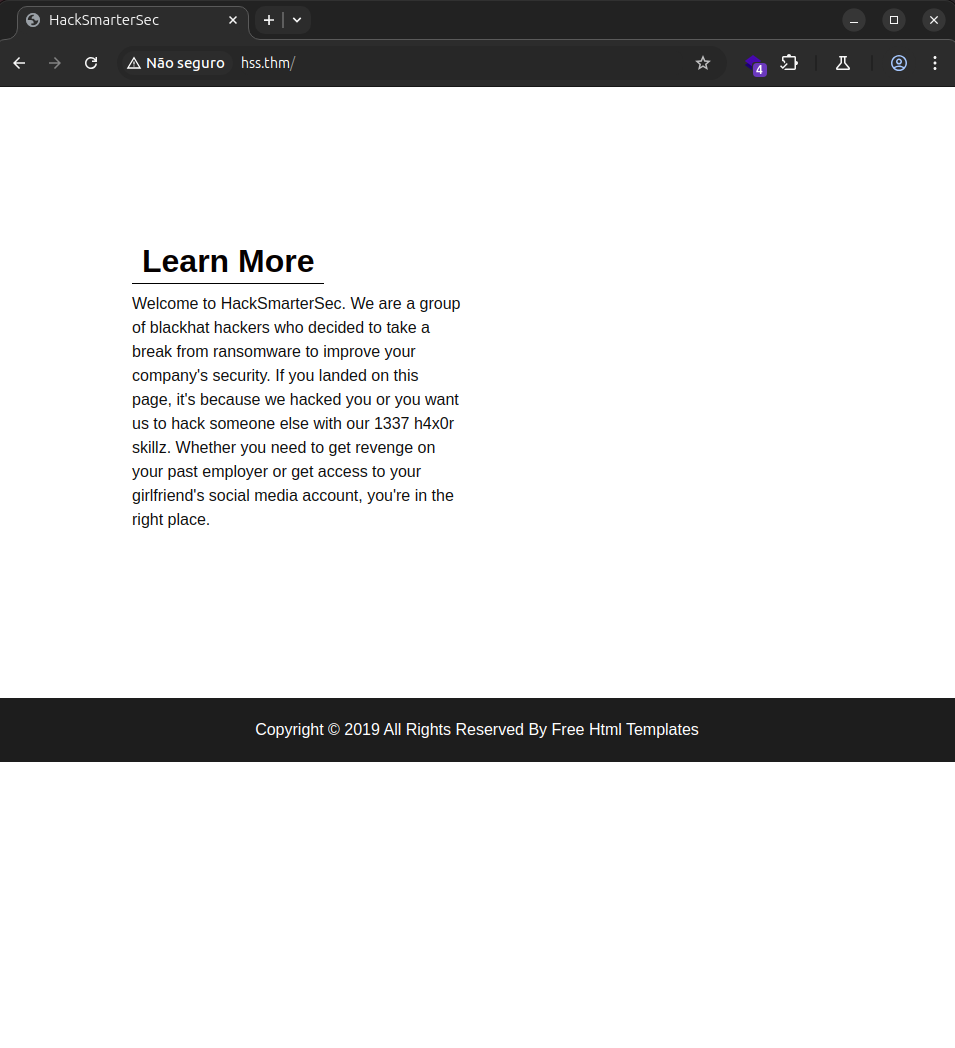 HackSmarterSec
Não seguro hss.thm/
4
Learn More
Welcome to HackSmarterSec. We are a group
of blackhat hackers who decided to take a
break from ransomware to improve your
company's security. If you landed on this
page, it's because we hacked you or you want
us to hack someone else with our 1337 h4x0r
skillz. Whether you need to get revenge on
your past employer or get access to your
girlfriend's social media account, you're in the
right place.
Copyright © 2019 All Rights Reserved By Free Html Templates